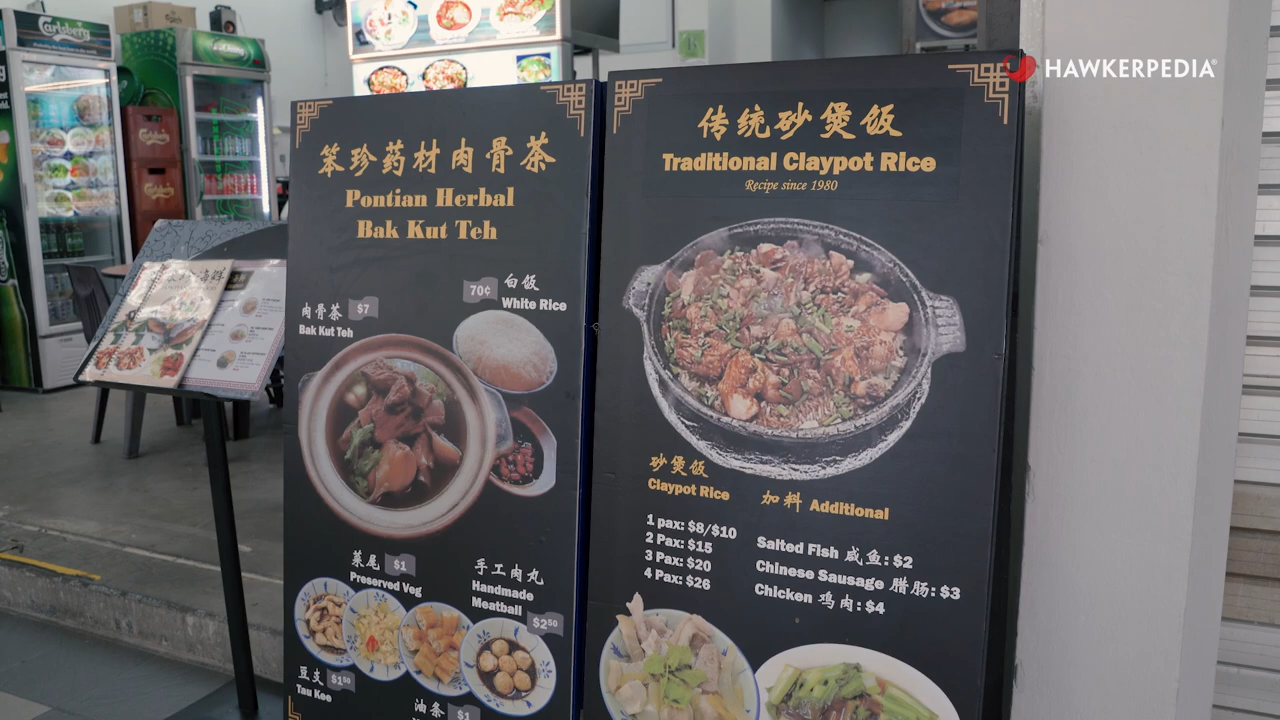 Carlsberg
HAWKERPEDIA
笨珍药材肉骨茶
Pontian Herbal
Bak Kut Teh
肉骨茶 $7
Bak Kut Teh
70¢ 白饭
White Rice
菜尾 $1
Preserved Veg
手工肉丸
Handmade
Meatball
$2⁵⁰
豆支 $1⁵⁰
Tau Kee
油条 $1
传统砂煲饭
Traditional Claypot Rice
Recipe since 1980
砂煲饭
Claypot Rice
1 pax: $8/$10
2 Pax: $15
3 Pax: $20
4 Pax: $26
加料 Additional
Salted Fish 咸鱼: $2
Chinese Sausage 腊肠: $3
Chicken 鸡肉: $4